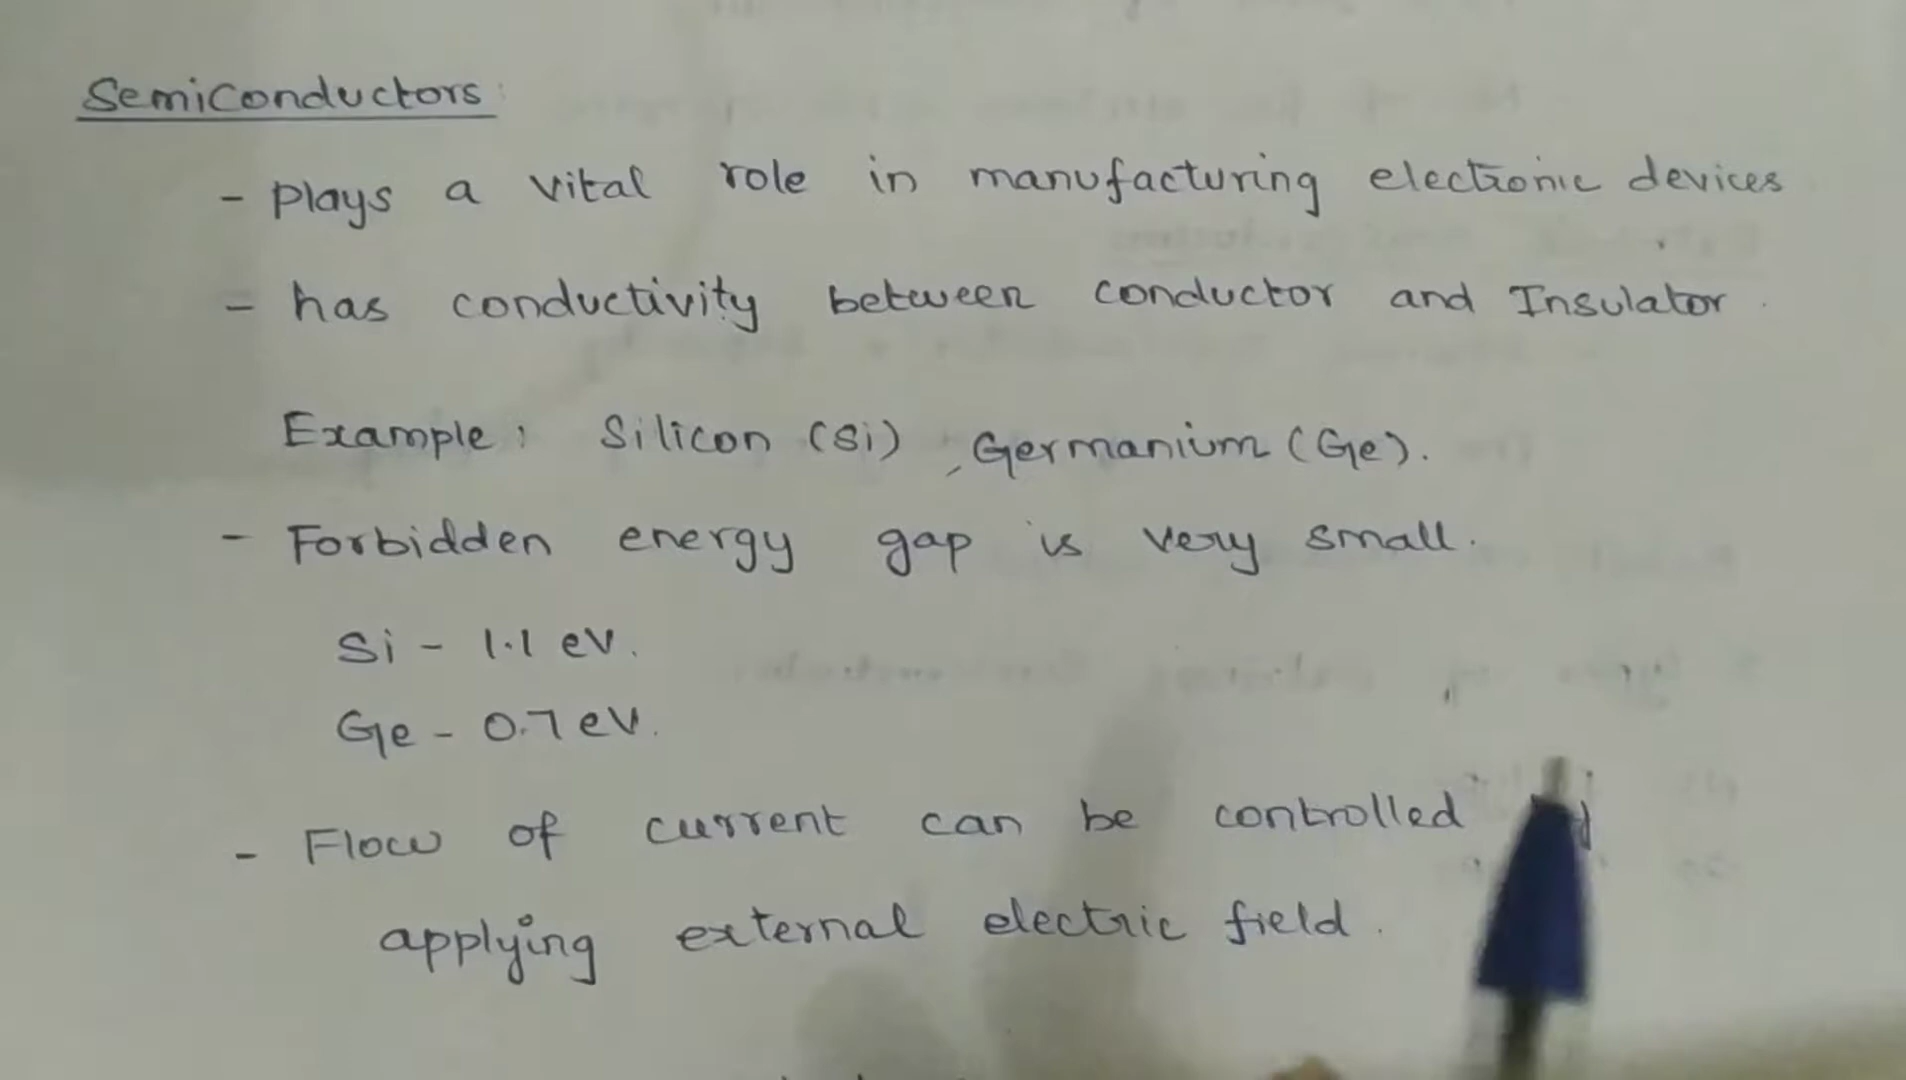 Semiconductors:
- plays a vital role in manufacturing electronic devices
- has conductivity between conductor and Insulator.
Example: Silicon (Si), Germanium (Ge).
- Forbidden energy gap is very small.
Si - 1.1 eV.
Ge - 0.7 eV.
- Flow of current can be controlled
applying external electric field.